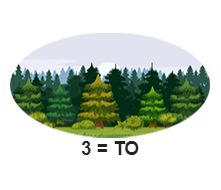 3 = TO